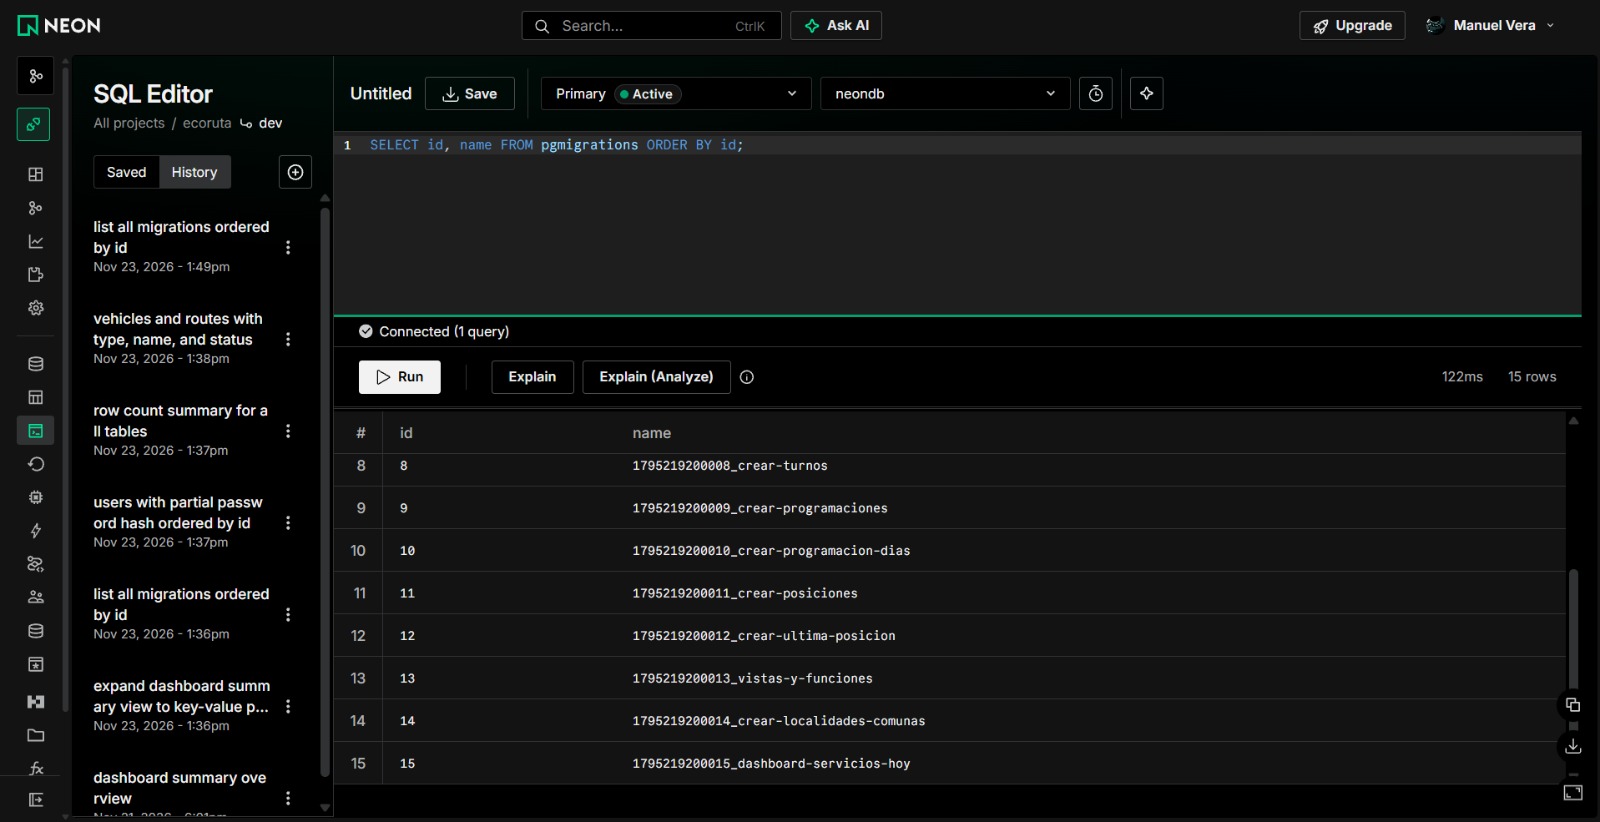 NEON
Search...
CtrlK
Ask AI
Upgrade
Manuel Vera
SQL Editor
All projects / ecoruta dev
Saved
History
list all migrations ordered
by id
Nov 23, 2026 - 1:49pm
vehicles and routes with
type, name, and status
Nov 23, 2026 - 1:38pm
row count summary for a
ll tables
Nov 23, 2026 - 1:37pm
users with partial passw
ord hash ordered by id
Nov 23, 2026 - 1:37pm
list all migrations ordered
by id
Nov 23, 2026 - 1:36pm
expand dashboard summ
ary view to key-value p...
Nov 23, 2026 - 1:36pm
dashboard summary ove
rview
Untitled
Save
Primary Active
neondb
1 SELECT id, name FROM pgmigrations ORDER BY id;
Connected (1 query)
Run
Explain
Explain (Analyze)
122ms
15 rows
# id name
8 8 1795219200008_crear-turnos
9 9 1795219200009_crear-programaciones
10 10 1795219200010_crear-programacion-dias
11 11 1795219200011_crear-posiciones
12 12 1795219200012_crear-ultima-posicion
13 13 1795219200013_vistas-y-funciones
14 14 1795219200014_crear-localidades-comunas
15 15 1795219200015_dashboard-servicios-hoy